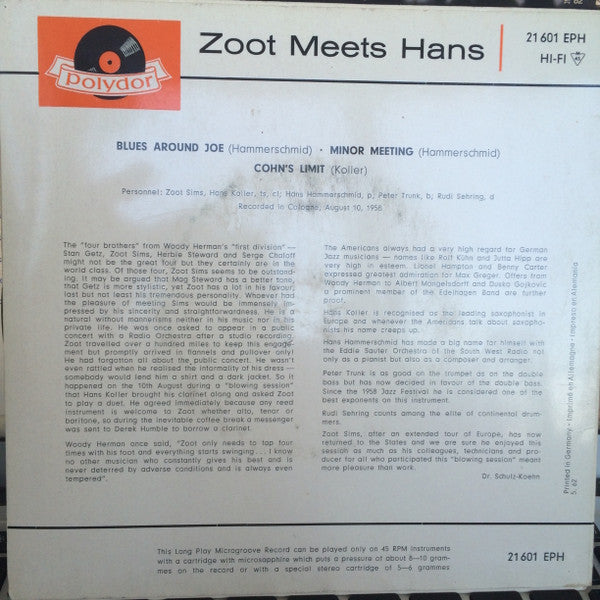 polydor
Zoot Meets Hans
21 601 EPH
HI-FI
BLUES AROUND JOE (Hammerschmid) · MINOR MEETING (Hammerschmid)
COHN'S LIMIT (Koller)
Personnel: Zoot Sims, Hans Koller, ts, cl; Hans Hammerschmid, p, Peter Trunk, b; Rudi Sehring, d
Recorded in Cologne, August 10, 1958
The "four brothers" from Woody Herman's "first division" —
Stan Getz, Zoot Sims, Herbie Steward and Serge Chaloff
might not be the great four but they certainly are in the
world class. Of those four, Zoot Sims seems to be outstand-
ing. It may be argued that Mag Steward has a better tone,
that Getz is more stylistic, yet Zoot has a lot in his favour,
last but not least his tremendous personality. Whoever had
the pleasure of meeting Sims would be immensely im-
pressed by his sincerity and straightforwardness. He is a
natural without mannerisms neither in his music nor in his
private life. He was once asked to appear in a public
concert with a Radio Orchestra after a studio recording.
Zoot travelled over a hundred miles to keep this engage-
ment but promptly arrived in flannels and pullover only!
He had forgotten all about the public concert. He wasn't
even rattled when he realised the informality of his dress —
somebody would lend him a shirt and a dark jacket. So it
happened on the 10th August during a "blowing session"
that Hans Koller brought his clarinet along and asked Zoot
to play a duet. He agreed immediately because any reed
instrument is welcome to Zoot whether alto, tenor or
baritone, so during the inevitable coffee break a messenger
was sent to Derek Humble to borrow a clarinet.
Woody Herman once said, "Zoot only needs to tap four
times with his foot and everything starts swinging... I know
no other musician who constantly gives his best and is
never deterred by adverse conditions and is always even
tempered".
The Americans always had a very high regard for German
Jazz musicians — names like Rolf Kühn and Jutta Hipp are
very high in esteem. Lionel Hampton and Benny Carter
expressed greatest admiration for Max Greger. Offers from
Woody Herman to Albert Mangelsdorff and Dusko Gojkovic
a prominent member of the Edelhagen Band are further
proof.
Hans Koller is recognised as the leading saxophonist in
Europe and whenever the Americans talk about saxopho-
nists his name creeps up.
Hans Hammerschmid has made a big name for himself with
the Eddie Sauter Orchestra of the South West Radio not
only as a pianist but also as a composer and arranger.
Peter Trunk is as good on the trumpet as on the double
bass but has now decided in favour of the double bass.
Since the 1958 Jazz Festival he is considered one of the
best exponents on this instrument.
Rudi Sehring counts among the elite of continental drum-
mers.
Zoot Sims, after an extended tour of Europe, has now
returned to the States and we are sure he enjoyed this
session as much as his colleagues, technicians and pro-
ducer for all who participated this "blowing session" meant
more pleasure than work.
Dr. Schulz-Koehn
Printed in Germany · Imprimé en Allemagne · Impreso en Alemania
5. 62
This Long Play Microgroove Record can be played only on 45 RPM instruments
with a cartridge with microsapphire which puts a pressure of about 8—10 gram-
mes on the record or with a special stereo cartridge of 5—6 grammes
21 601 EPH